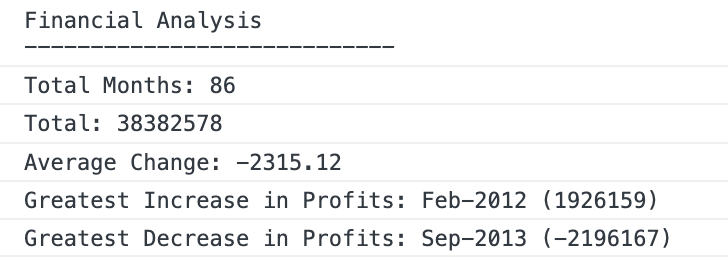 Financial Analysis
----------------------------
Total Months: 86
Total: 38382578
Average Change: -2315.12
Greatest Increase in Profits: Feb-2012 (1926159)
Greatest Decrease in Profits: Sep-2013 (-2196167)